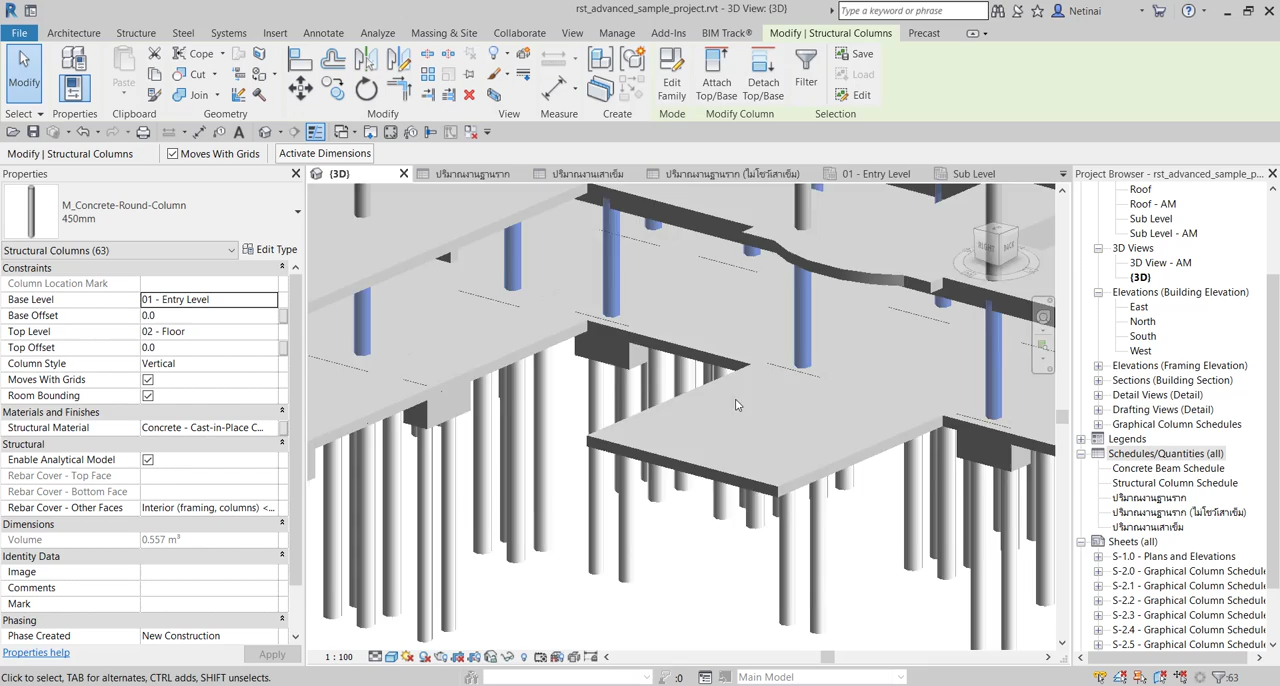 rst_advanced_sample_project.rvt - 3D View: {3D}
Type a keyword or phrase
Netinai
File
Architecture
Structure
Steel
Systems
Insert
Annotate
Analyze
Massing & Site
Collaborate
View
Manage
Add-Ins
BIM Track®
Modify | Structural Columns
Precast
Modify
Paste
Cope
Cut
Join
Edit
Family
Attach
Top/Base
Detach
Top/Base
Filter
Save
Load
Edit
Select
Properties
Clipboard
Geometry
Modify
View
Measure
Create
Mode
Modify Column
Selection
Modify | Structural Columns
Moves With Grids
Activate Dimensions
Properties
M_Concrete-Round-Column
450mm
Structural Columns (63)
Edit Type
Constraints
Column Location Mark
Base Level 01 - Entry Level
Base Offset 0.0
Top Level 02 - Floor
Top Offset 0.0
Column Style Vertical
Moves With Grids
Room Bounding
Materials and Finishes
Structural Material Concrete - Cast-in-Place C...
Structural
Enable Analytical Model
Rebar Cover - Top Face
Rebar Cover - Bottom Face
Rebar Cover - Other Faces Interior (framing, columns) <...
Dimensions
Volume 0.557 m³
Identity Data
Image
Comments
Mark
Phasing
Phase Created New Construction
Properties help
Apply
{3D}
ปริมาณงานฐานราก
ปริมาณงานเสาเข็ม
ปริมาณงานฐานราก (ไม่โชว์เสาเข็ม)
01 - Entry Level
Sub Level
RIGHT
BACK
1 : 100
Project Browser - rst_advanced_sample_p...
Roof
Roof - AM
Sub Level
Sub Level - AM
3D Views
3D View - AM
{3D}
Elevations (Building Elevation)
East
North
South
West
Elevations (Framing Elevation)
Sections (Building Section)
Detail Views (Detail)
Drafting Views (Detail)
Graphical Column Schedules
Legends
Schedules/Quantities (all)
Concrete Beam Schedule
Structural Column Schedule
ปริมาณงานฐานราก
ปริมาณงานฐานราก (ไม่โชว์เสาเข็ม)
ปริมาณงานเสาเข็ม
Sheets (all)
S-1.0 - Plans and Elevations
S-2.0 - Graphical Column Schedule
S-2.1 - Graphical Column Schedule
S-2.2 - Graphical Column Schedule
S-2.3 - Graphical Column Schedule
S-2.4 - Graphical Column Schedule
S-2.5 - Graphical Column Schedule
Click to select, TAB for alternates, CTRL adds, SHIFT unselects.
:0
Main Model
:63